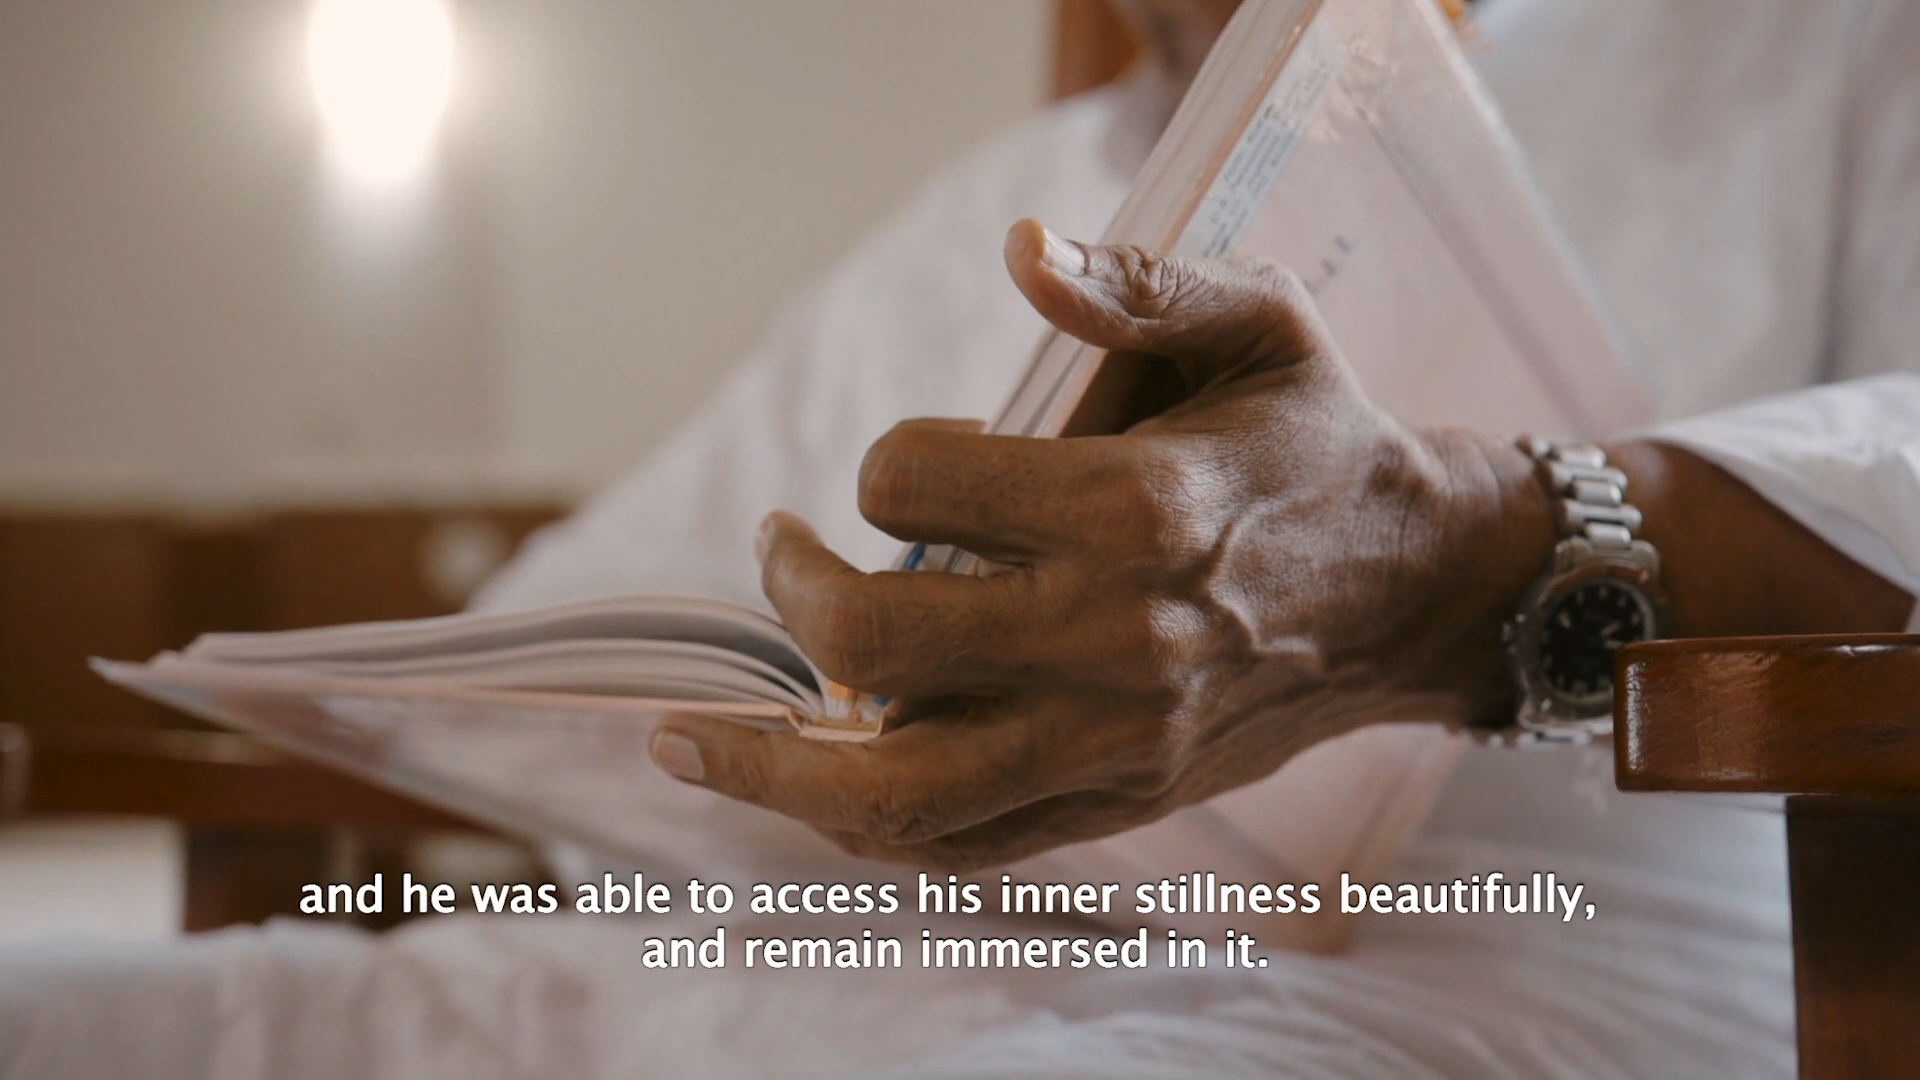 and he was able to access his inner stillness beautifully,
and remain immersed in it.